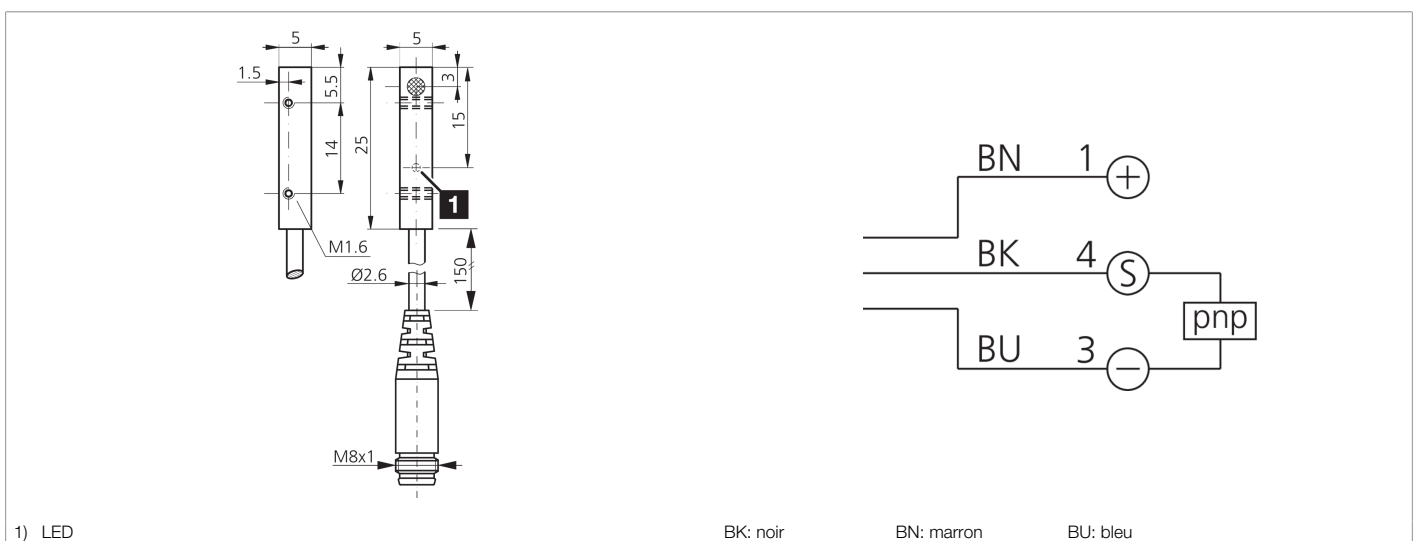 5
5
1.5
5.5
3
15
14
25
1
M1.6
Ø2.6
150
M8x1
BN 1
+
BK 4
S
pnp
BU 3
−
1) LED
BK: noir BN: marron BU: bleu